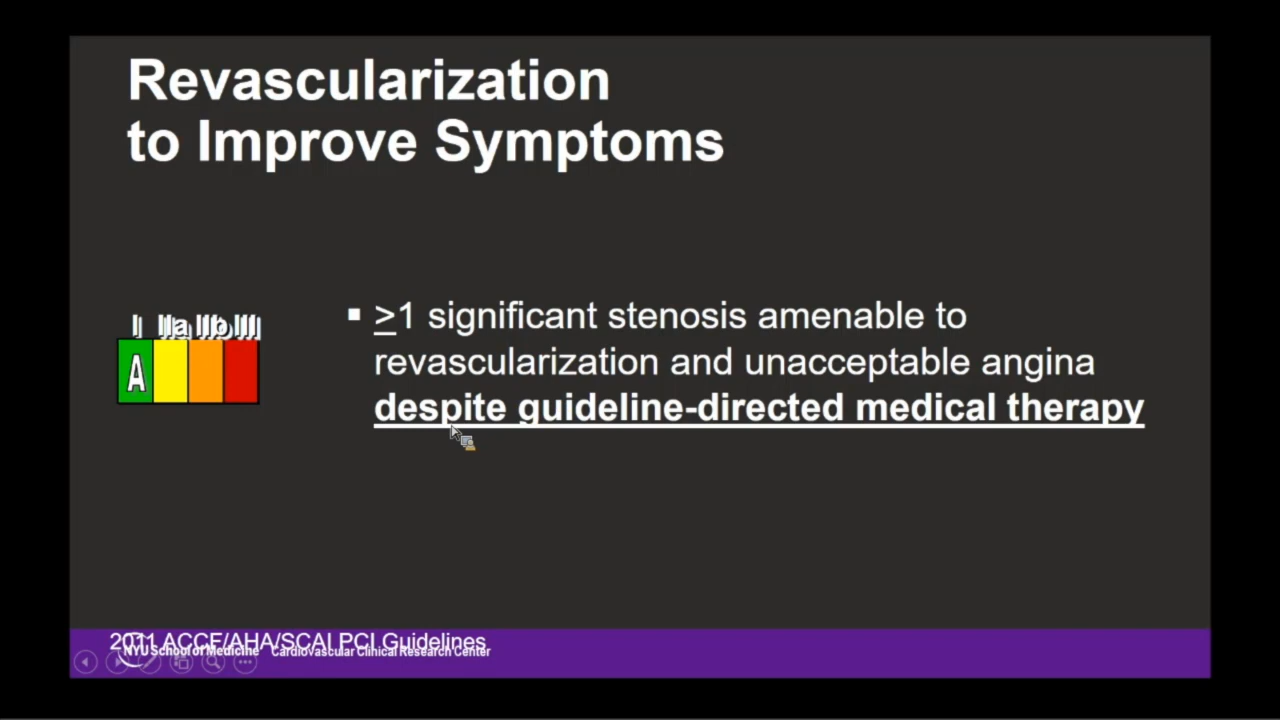 Revascularization
to Improve Symptoms
I IIa IIb III
A
▪ ≥1 significant stenosis amenable to
revascularization and unacceptable angina
despite guideline-directed medical therapy
2011 ACCF/AHA/SCAI PCI Guidelines
NYU School of Medicine Cardiovascular Clinical Research Center